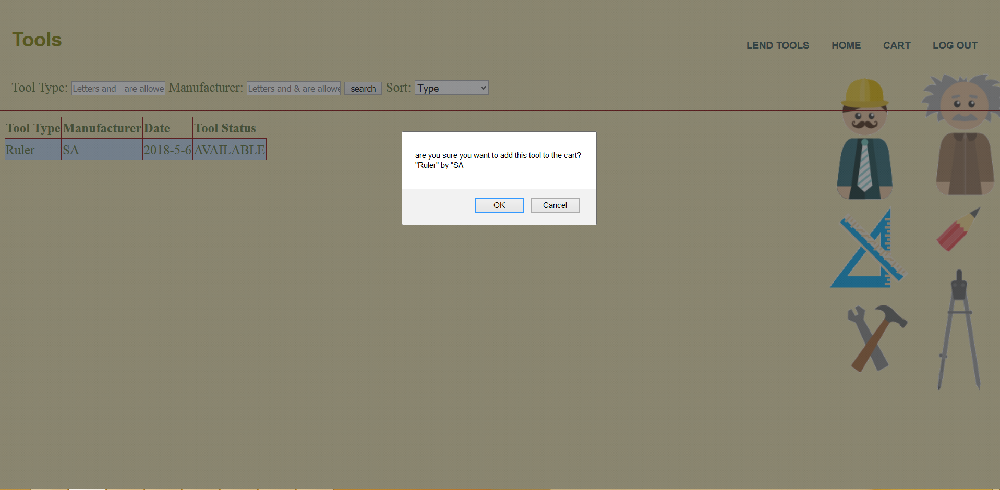 Tools
LEND TOOLS HOME CART LOG OUT
Tool Type: Letters and - are allowe Manufacturer: Letters and & are allowe search Sort: Type
Tool Type Manufacturer Date Tool Status
Ruler SA 2018-5-6 AVAILABLE
are you sure you want to add this tool to the cart?
"Ruler" by "SA
OK Cancel